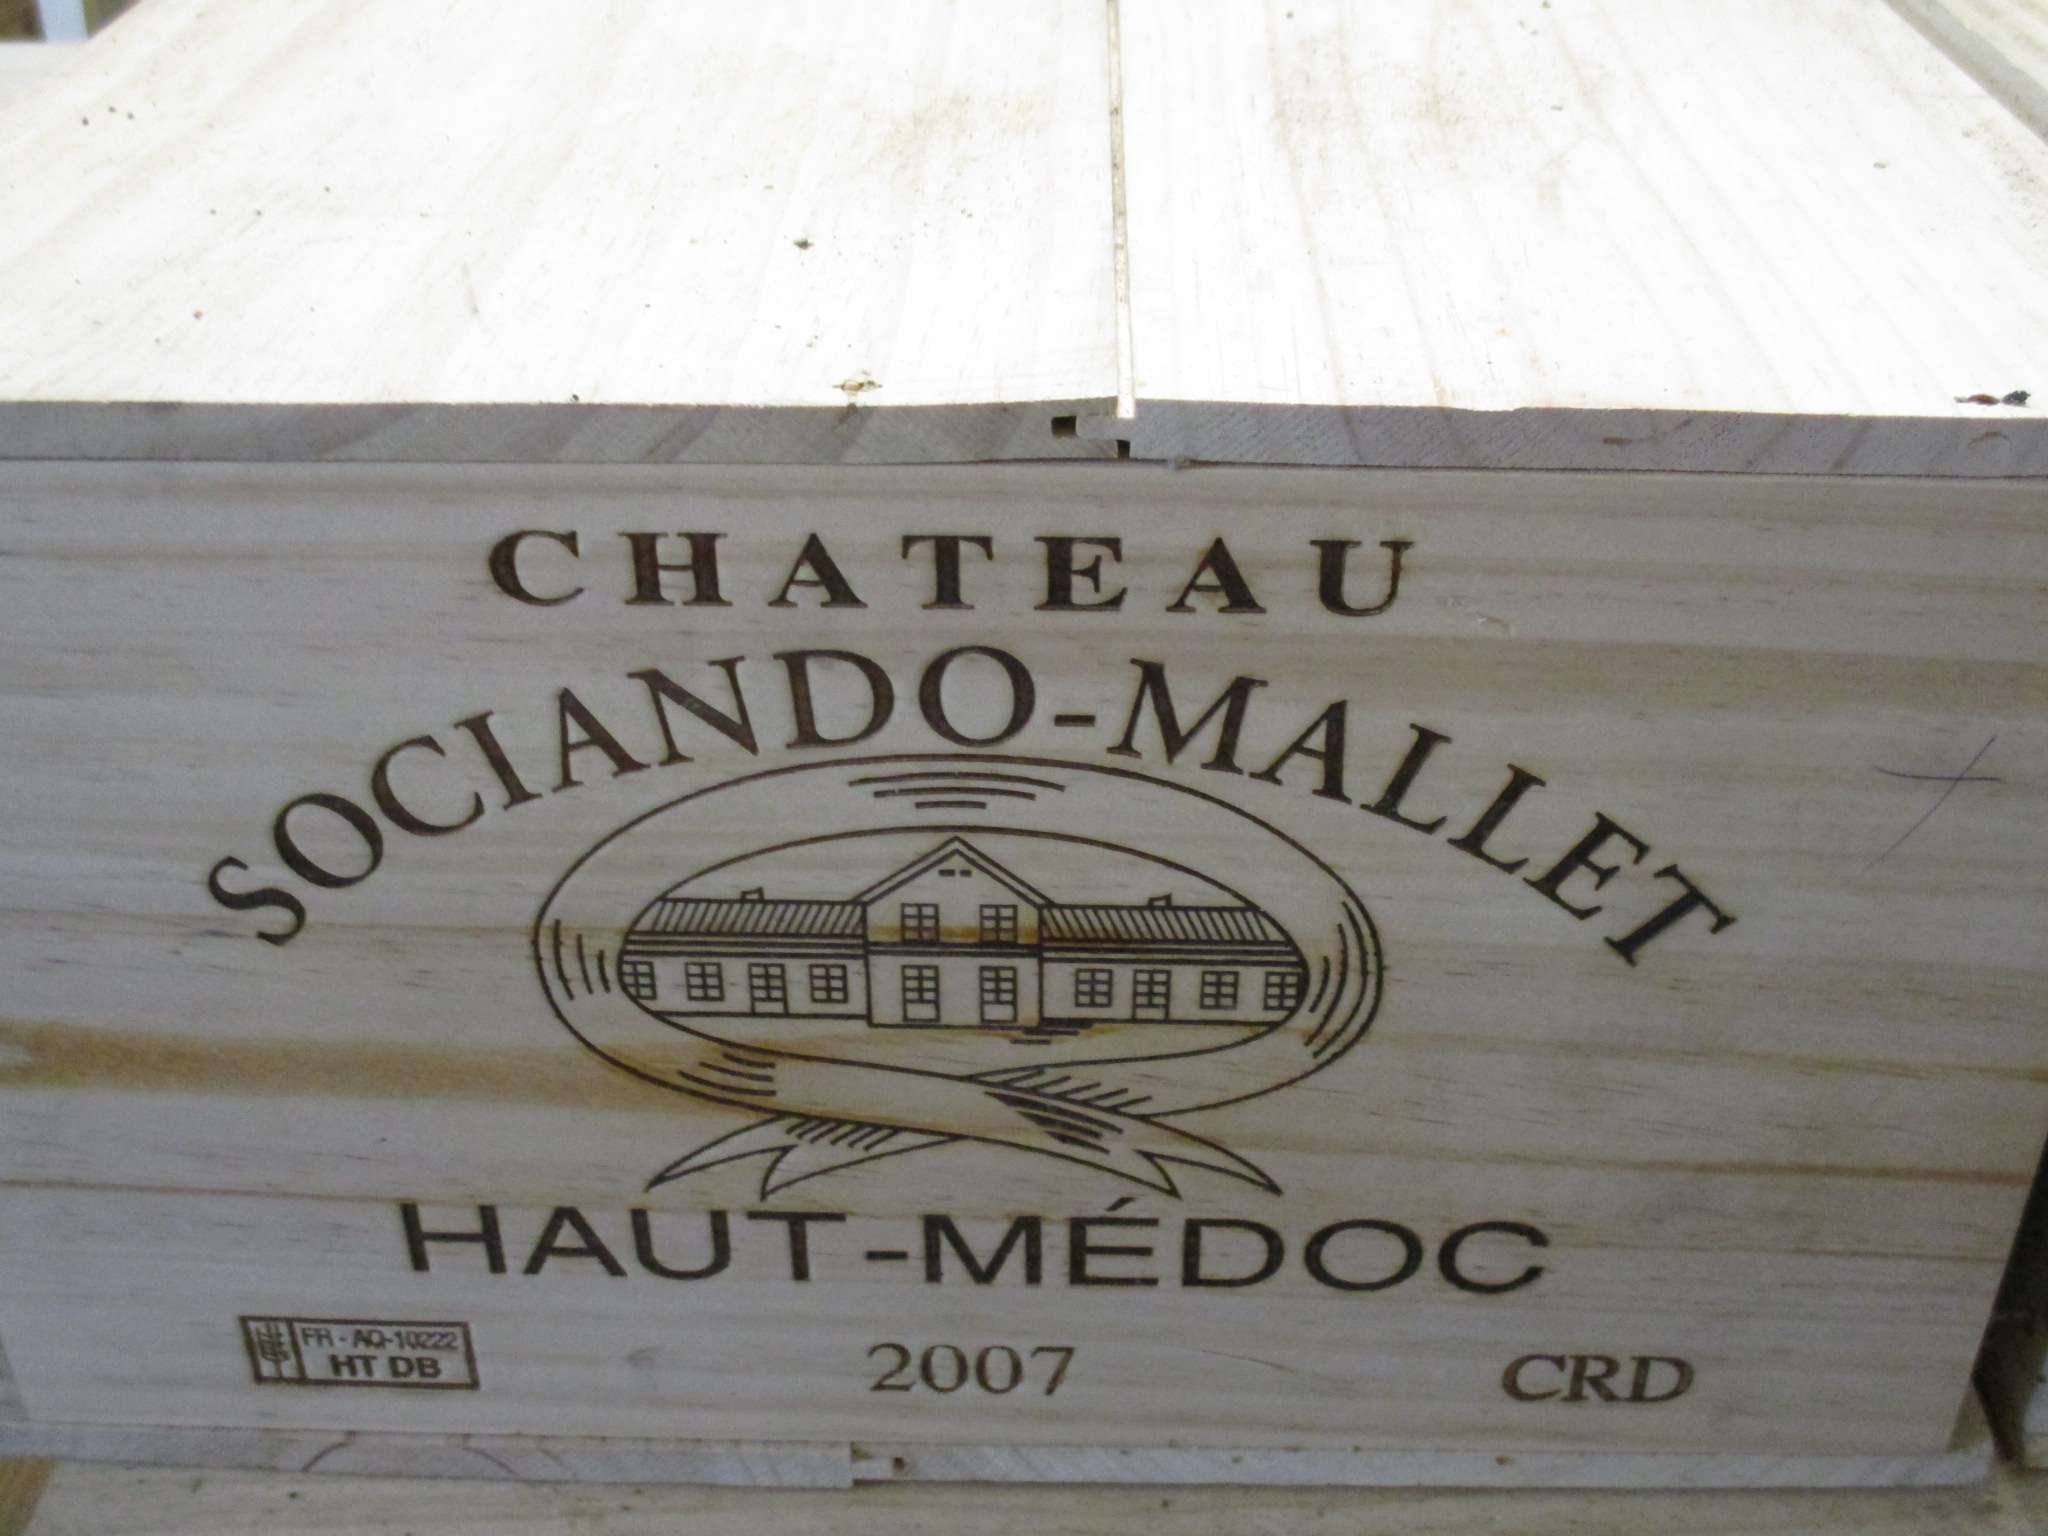 CHATEAU
SOCIANDO-MALLET
HAUT-MÉDOC
FR - AQ-10222
HT DB
2007
CRD